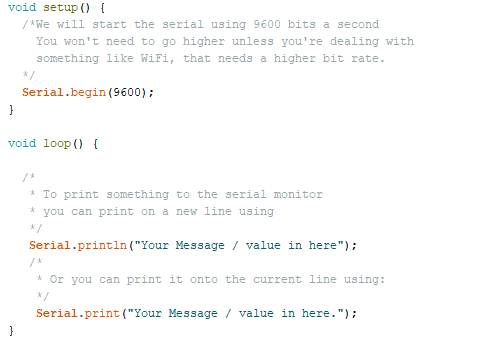 void setup() {
  /*We will start the serial using 9600 bits a second
    You won't need to go higher unless you're dealing with
    something like WiFi, that needs a higher bit rate.
  */
  Serial.begin(9600);
}

void loop() {

  /*
   * To print something to the serial monitor
   * you can print on a new line using
   */
   Serial.println("Your Message / value in here");
   /*
    * Or you can print it onto the current line using:
    */
    Serial.print("Your Message / value in here.");
}